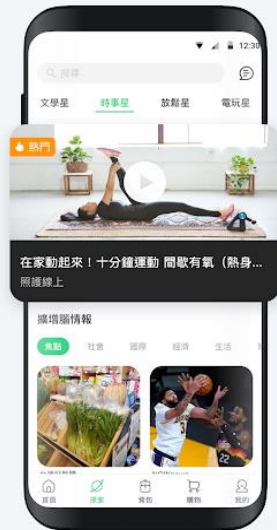 12:30
搜尋
文學星 時事星 放鬆星 電玩星
熱門
在家動起來！十分鐘運動 間歇有氧（熱身...
照護線上
擴增腦情報
焦點 社會 國際 經濟 生活
首頁 探索 背包 購物 我的